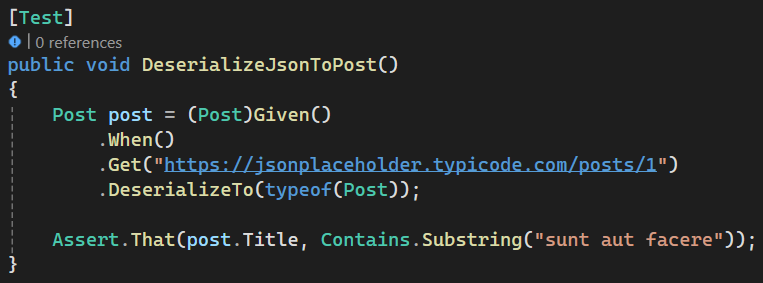 [Test]
| 0 references
public void DeserializeJsonToPost()
{
    Post post = (Post)Given()
        .When()
        .Get("https://jsonplaceholder.typicode.com/posts/1")
        .DeserializeTo(typeof(Post));
    Assert.That(post.Title, Contains.Substring("sunt aut facere"));
}